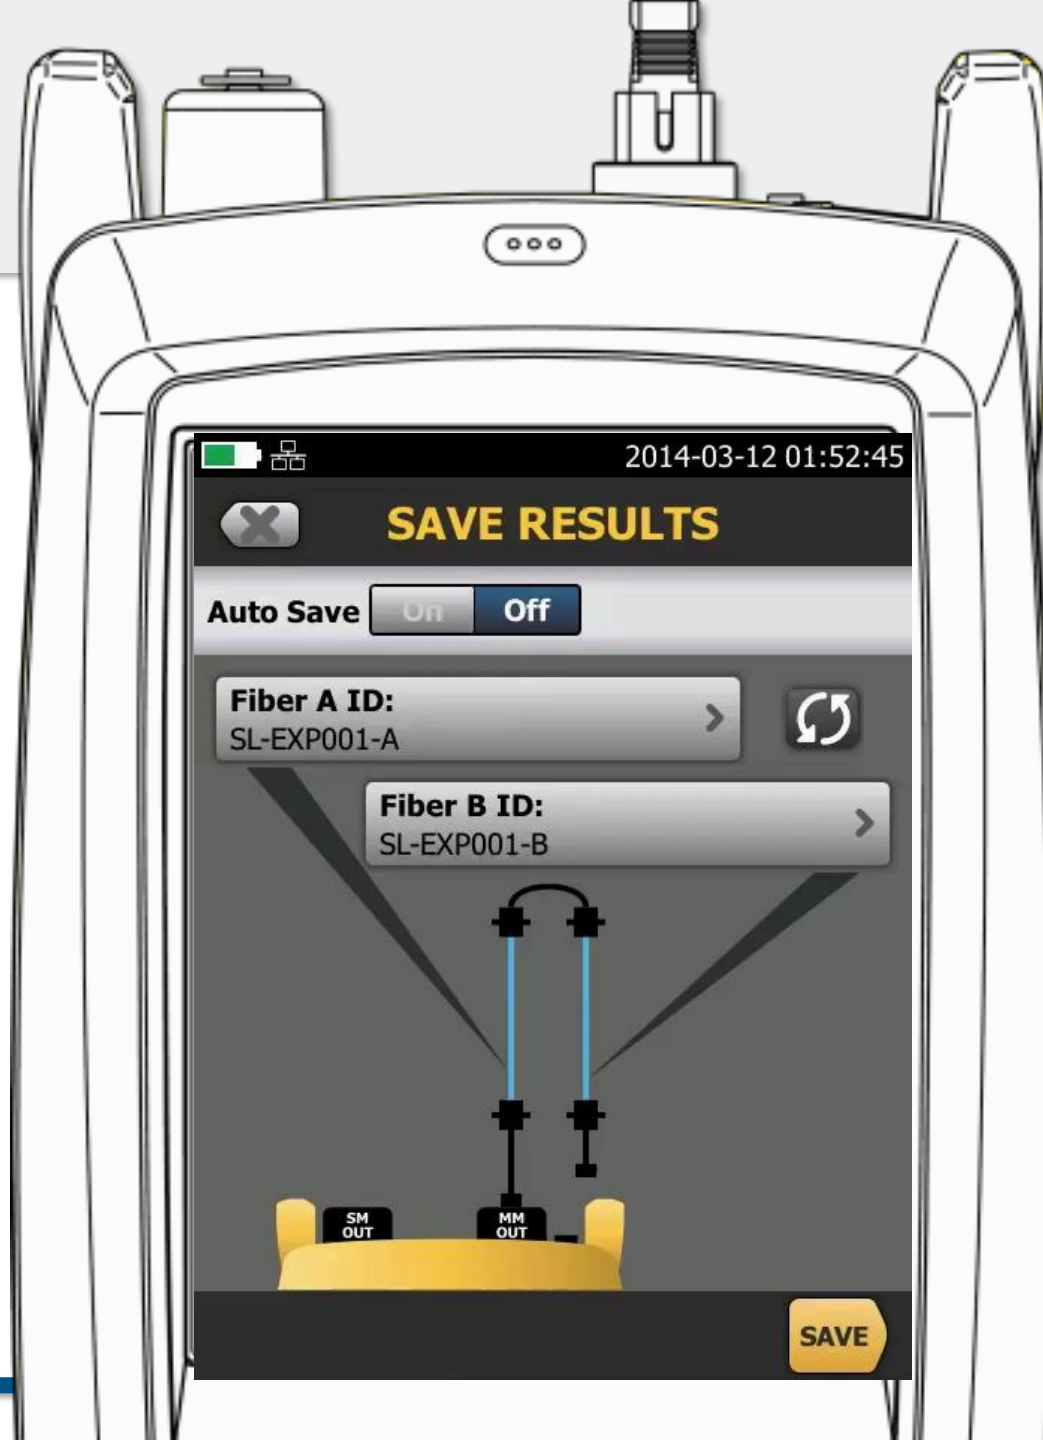 2014-03-12 01:52:45
SAVE RESULTS
Auto Save On Off
Fiber A ID:
SL-EXP001-A
Fiber B ID:
SL-EXP001-B
SM
OUT
MM
OUT
SAVE